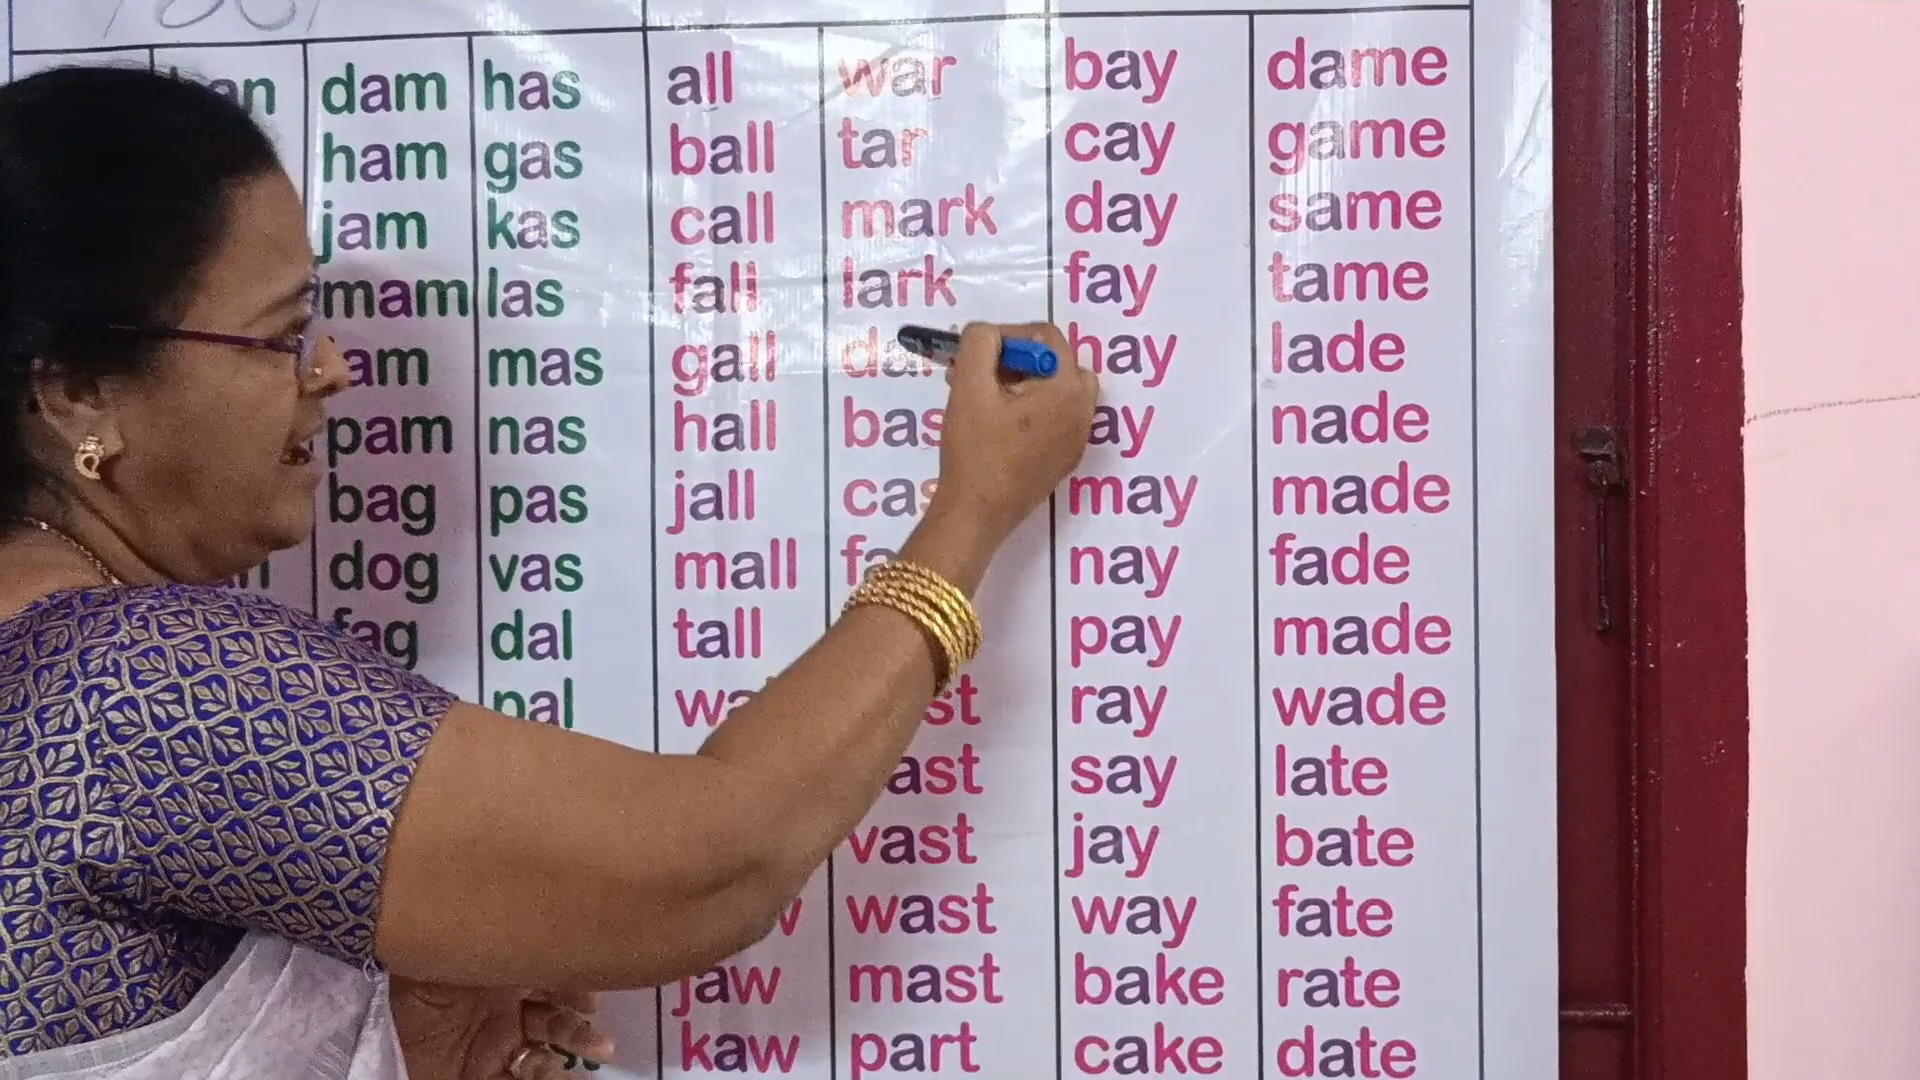 dam has all war bay dame
ham gas ball tar cay game
jam kas call mark day same
mam las fall lark fay tame
mas gall hay lade
pam nas hall nade
bag pas jall may made
dog vas mall nay fade
fag dal tall pay made
pal ray wade
say late
vast jay bate
wast way fate
jaw mast bake rate
kaw part cake date